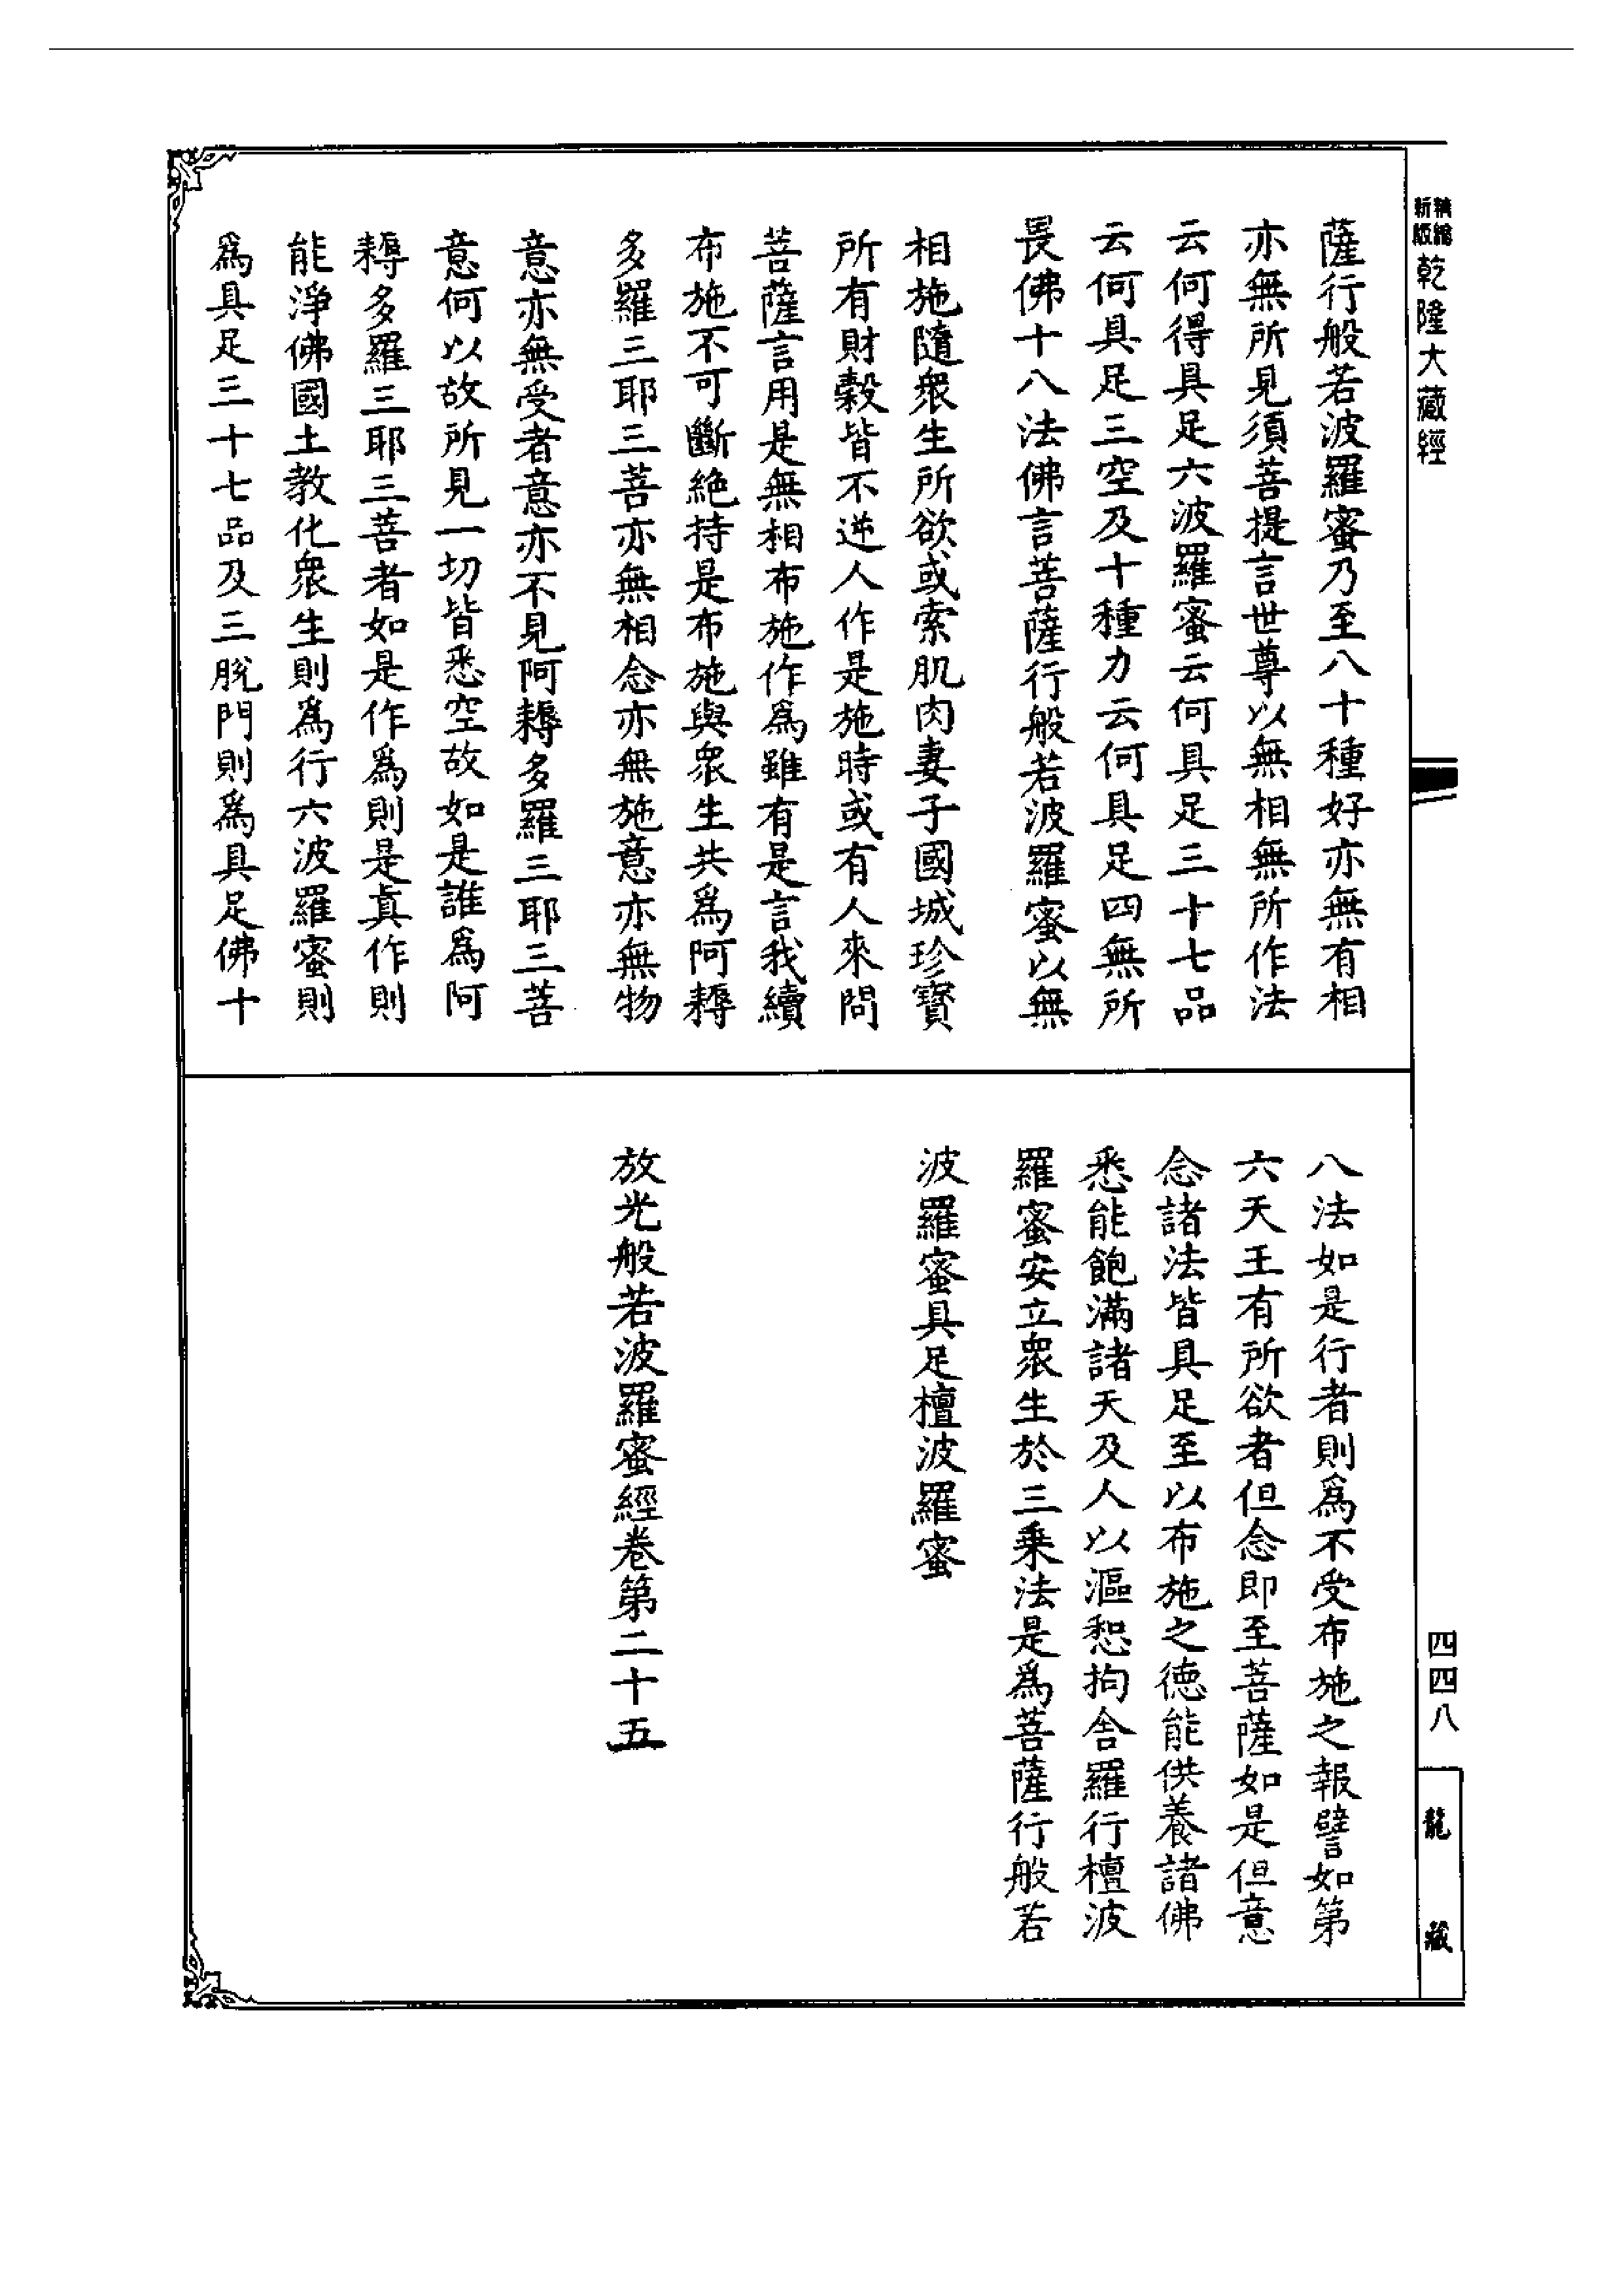 新版精縮乾隆大藏經
薩行般若波羅蜜乃至八十種好亦無有相
亦無所見須菩提言世尊以無相無所作法
云何得具足六波羅蜜云何具足三十七品
云何具足三空及十種力云何具足四無所
畏佛十八法佛言菩薩行般若波羅蜜以無
相施隨衆生所欲或索肌肉妻子國城珍寶
所有財穀皆不逆人作是施時或有人來問
菩薩言用是無相布施作爲雖有是言我續
布施不可斷絕持是布施與衆生共爲阿耨
多羅三耶三菩亦無相念亦無施意亦無物
意亦無受者意亦不見阿耨多羅三耶三菩
意何以故所見一切皆悉空故如是誰爲阿
耨多羅三耶三菩者如是作爲則是真作則
能淨佛國土教化衆生則爲行六波羅蜜則
爲具足三十七品及三脫門則爲具足佛十
八法如是行者則爲不受布施之報譬如第
六天王有所欲者但念即至菩薩如是但意
念諸法皆具足至以布施之德能供養諸佛
悉能飽滿諸天及人以漚惒拘舍羅行檀波
羅蜜安立衆生於三乗法是爲菩薩行般若
波羅蜜具足檀波羅蜜
放光般若波羅蜜經卷第二十五
四四八
龍藏